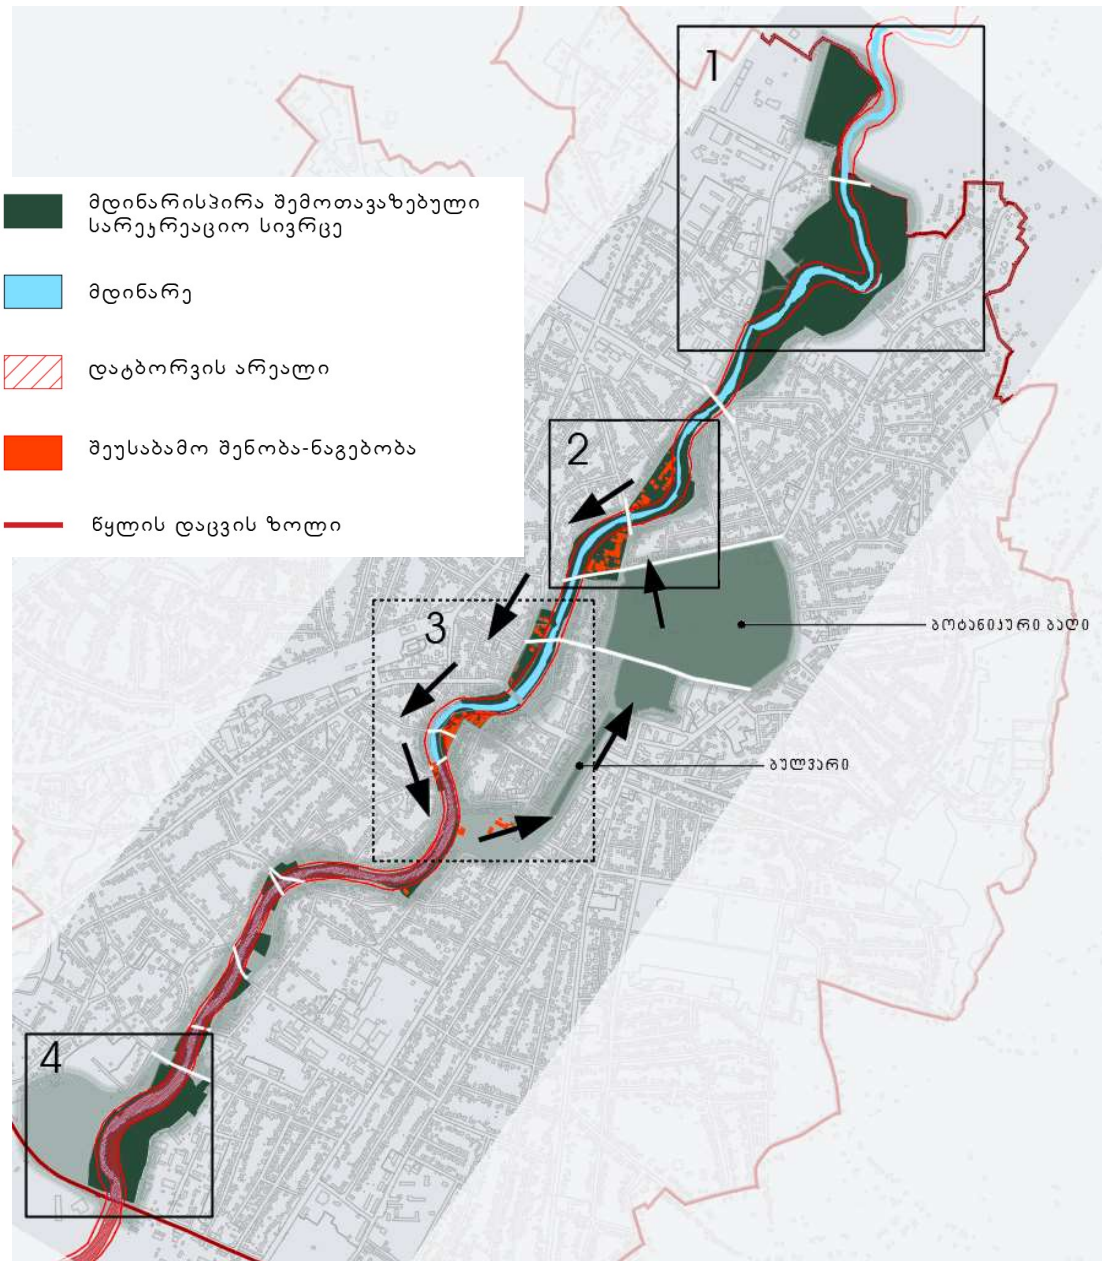 1
მდინარისპირა შემოთავაზებული
სარეკრეაციო სივრცე
მდინარე
დატბორვის არეალი
2
შეუსაბამო შენობა-ნაგებობა
წყლის დაცვის ზოლი
3
ბოტანიკური ბაღი
ბულვარი
4